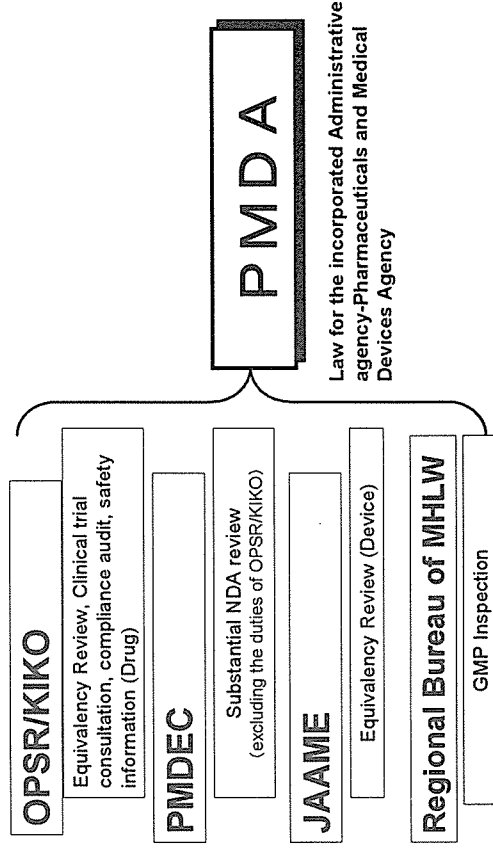 OPSR/KIKO
Equivalency Review, Clinical trial
consultation, compliance audit, safety
information (Drug)
PMDEC
Substantial NDA review
(excluding the duties of OPSR/KIKO)
JAAME
Equivalency Review (Device)
Regional Bureau of MHLW
GMP Inspection
PMDA
Law for the incorporated Administrative
agency-Pharmaceuticals and Medical
Devices Agency